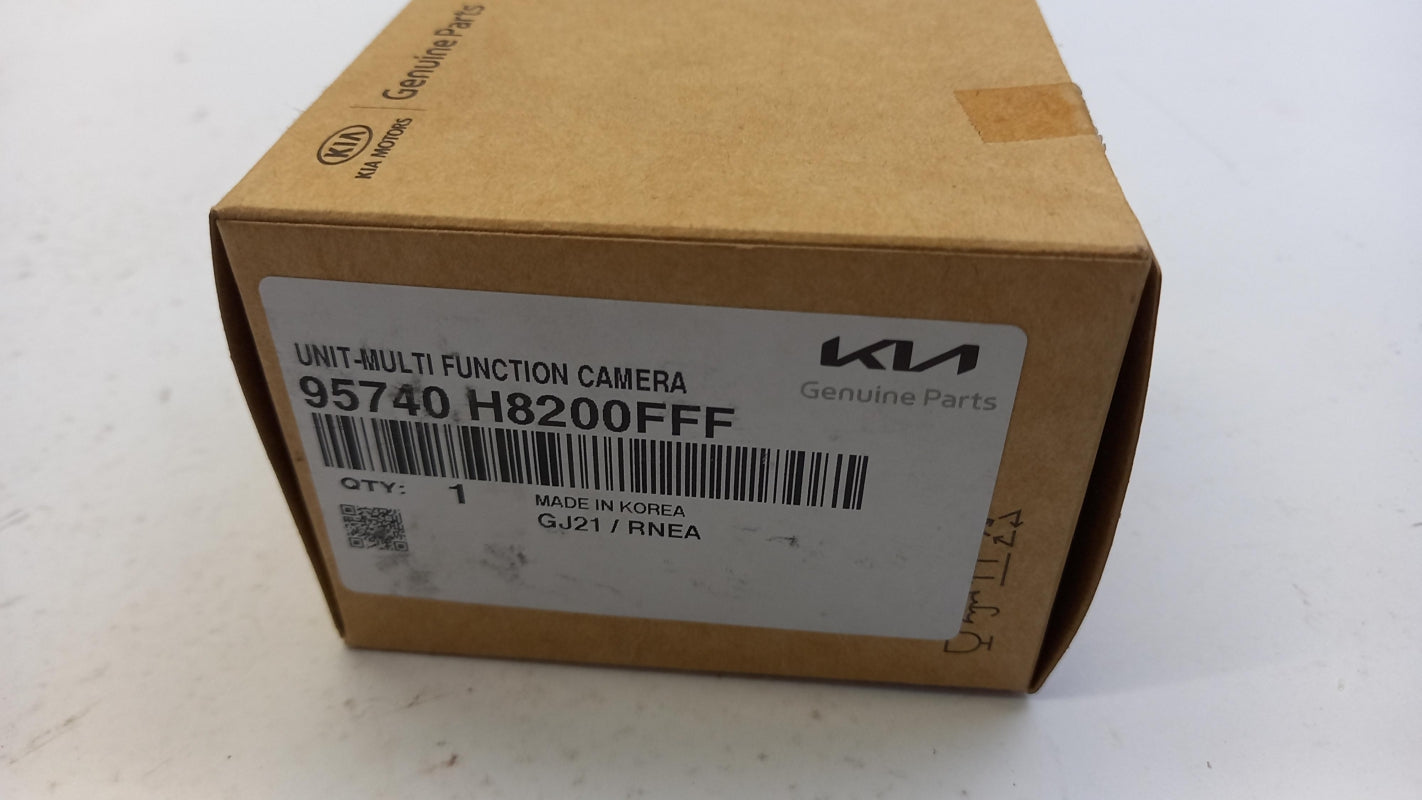 KIA
KIA MOTORS
Genuine Parts
UNIT-MULTI FUNCTION CAMERA
KIA
95740 H8200FFF
Genuine Parts
QTY: 1
MADE IN KOREA
GJ21 / RNEA